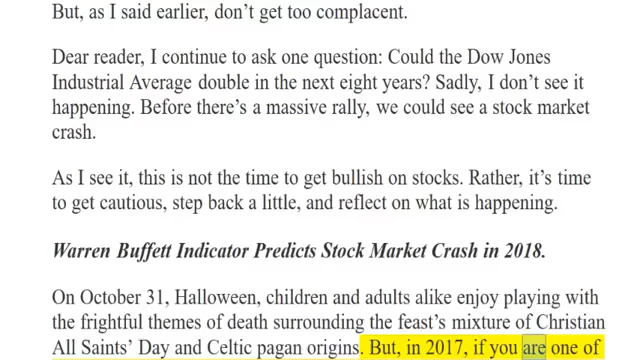 But, as I said earlier, don’t get too complacent.
Dear reader, I continue to ask one question: Could the Dow Jones
Industrial Average double in the next eight years? Sadly, I don’t see it
happening. Before there’s a massive rally, we could see a stock market
crash.
As I see it, this is not the time to get bullish on stocks. Rather, it’s time
to get cautious, step back a little, and reflect on what is happening.
Warren Buffett Indicator Predicts Stock Market Crash in 2018.
On October 31, Halloween, children and adults alike enjoy playing with
the frightful themes of death surrounding the feast’s mixture of Christian
All Saints’ Day and Celtic pagan origins. But, in 2017, if you are one of